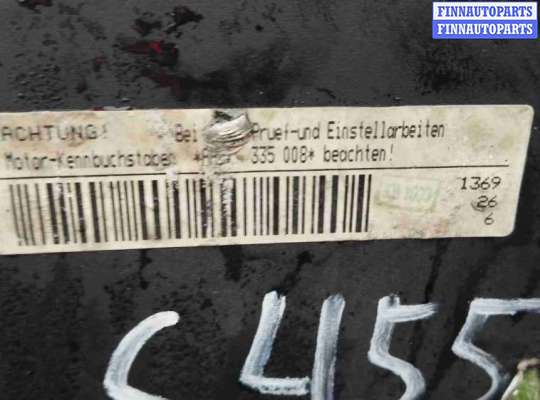 FINNAUTOPARTS
FINNAUTOPARTS
ACHTUNG! Bei Pruef-und Einstellarbeiten
Motor-Kennbuchstaben 335 008* beachten!
1369
26
6
C455